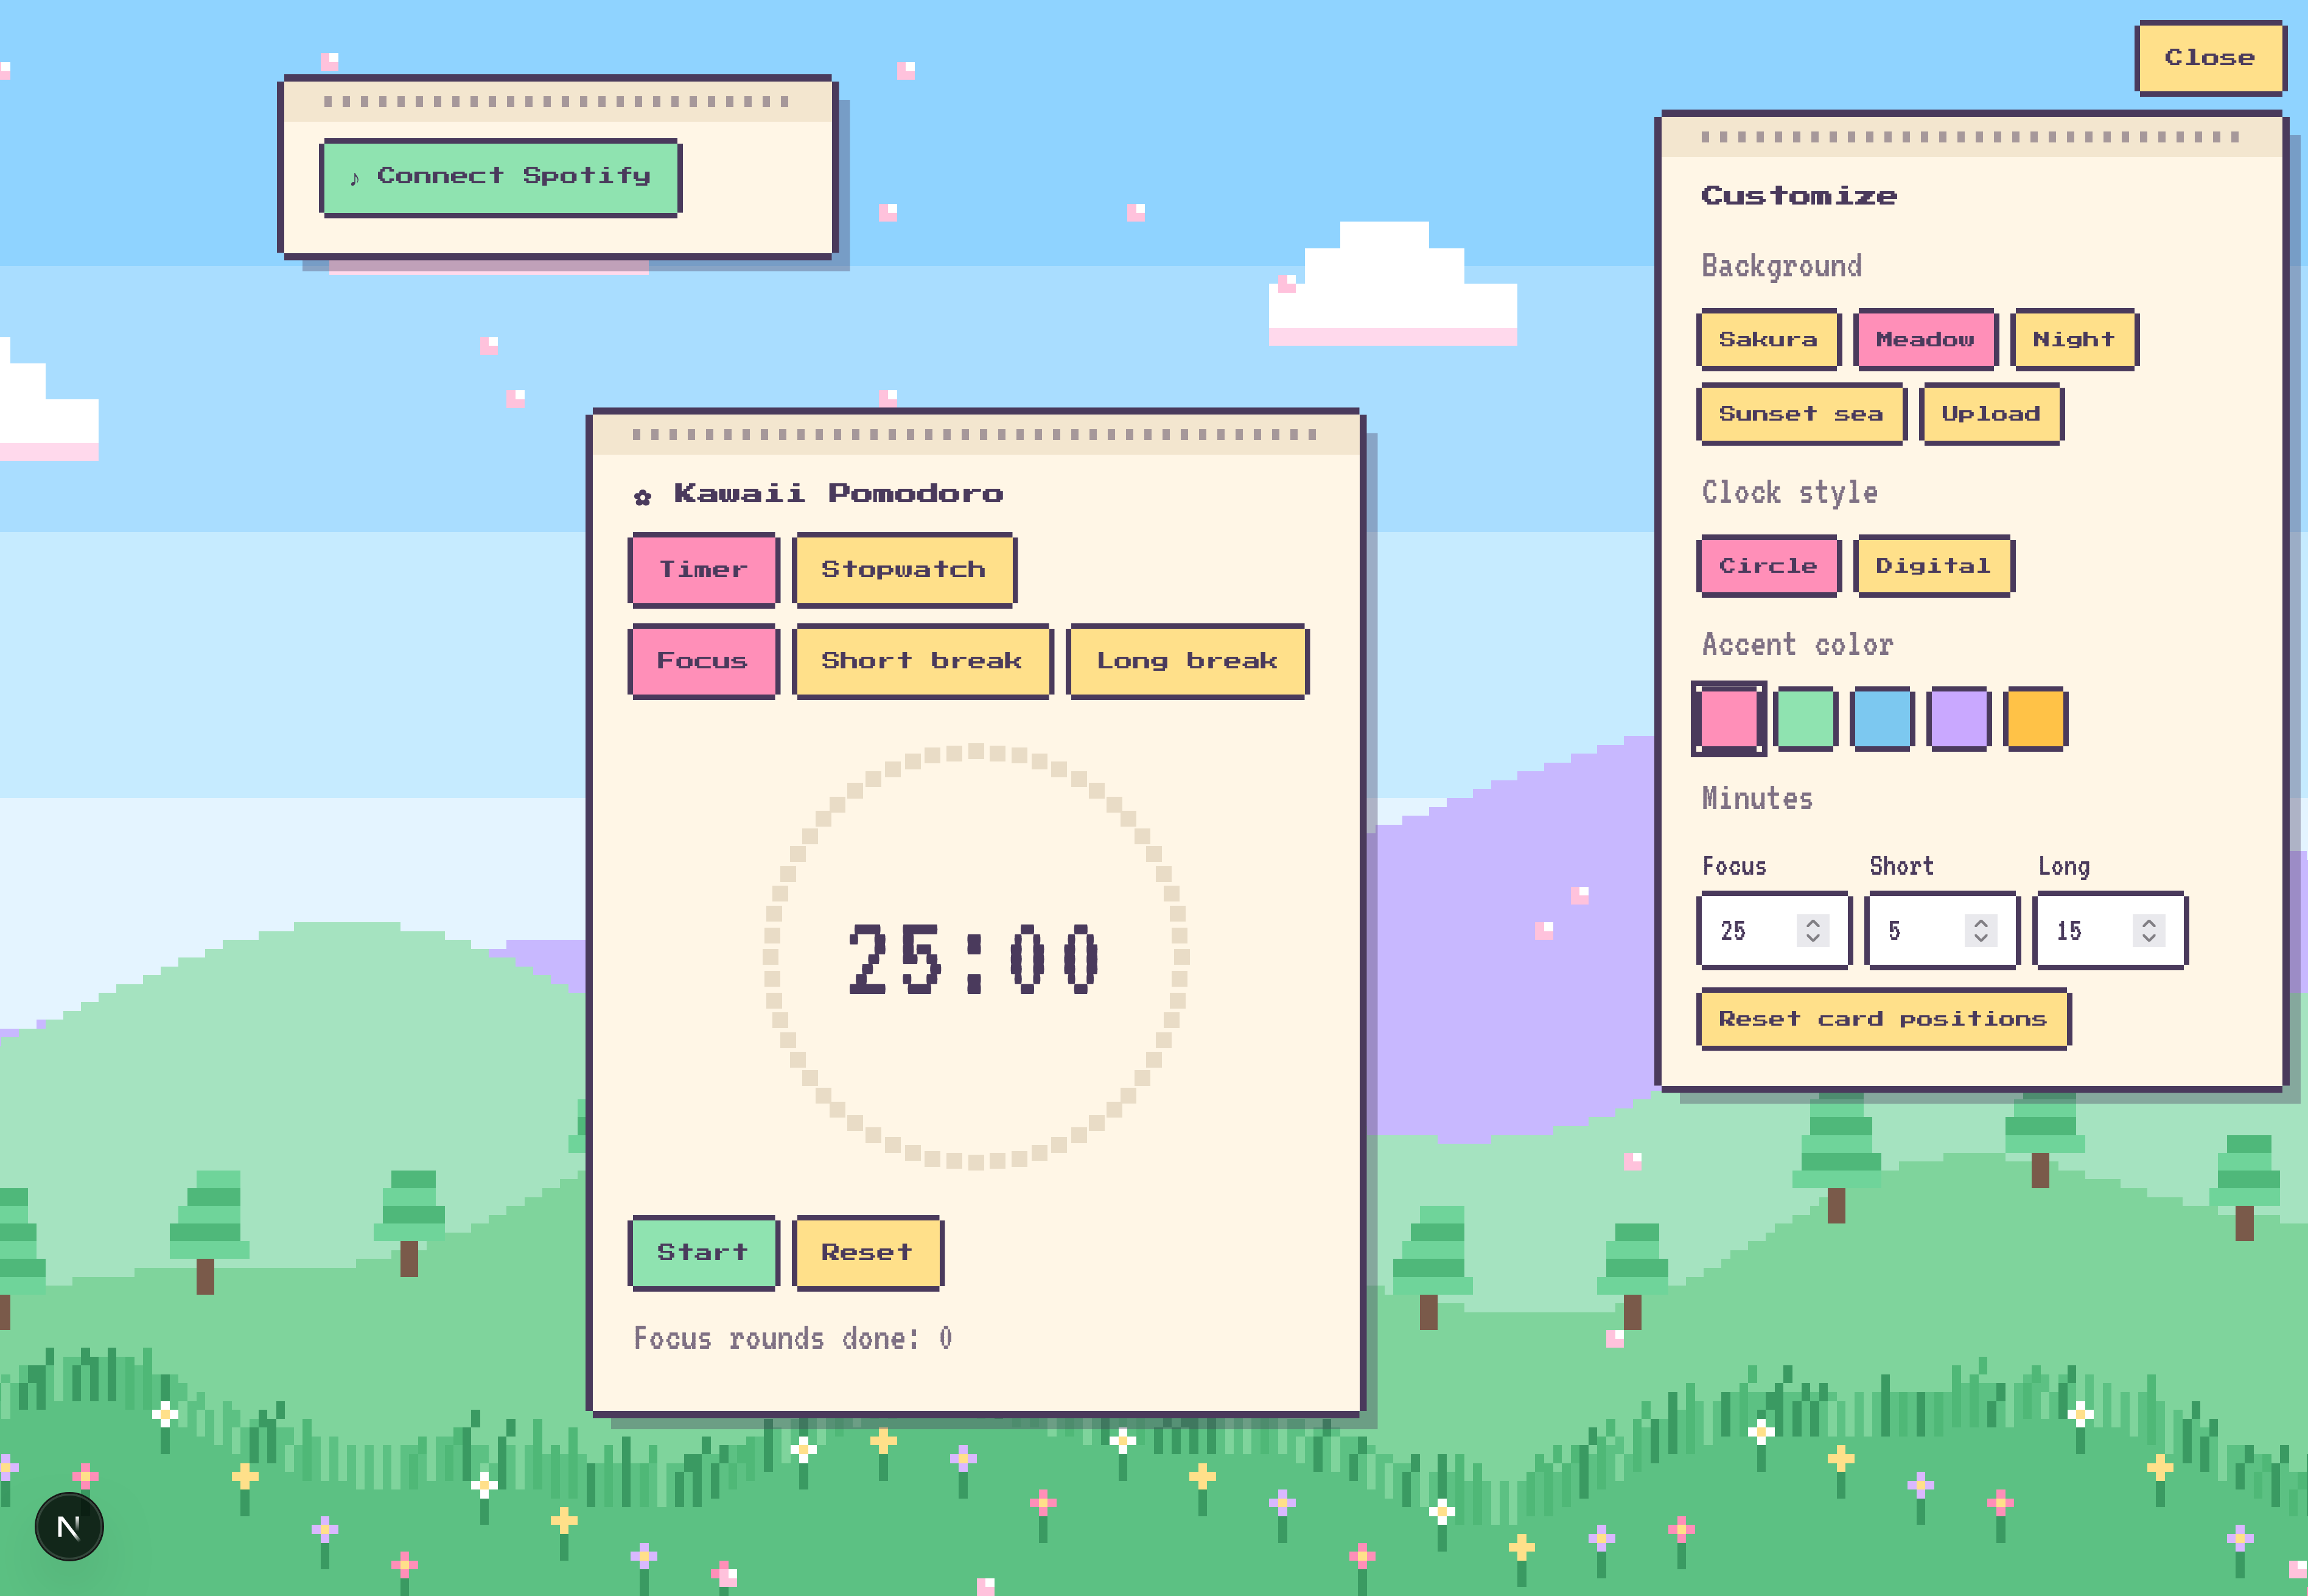 Close
♪ Connect Spotify
Customize
Background
Sakura Meadow Night
Sunset sea Upload
Clock style
Circle Digital
Accent color
Minutes
Focus Short Long
25 5 15
Reset card positions
✿ Kawaii Pomodoro
Timer Stopwatch
Focus Short break Long break
25:00
Start Reset
Focus rounds done: 0
N